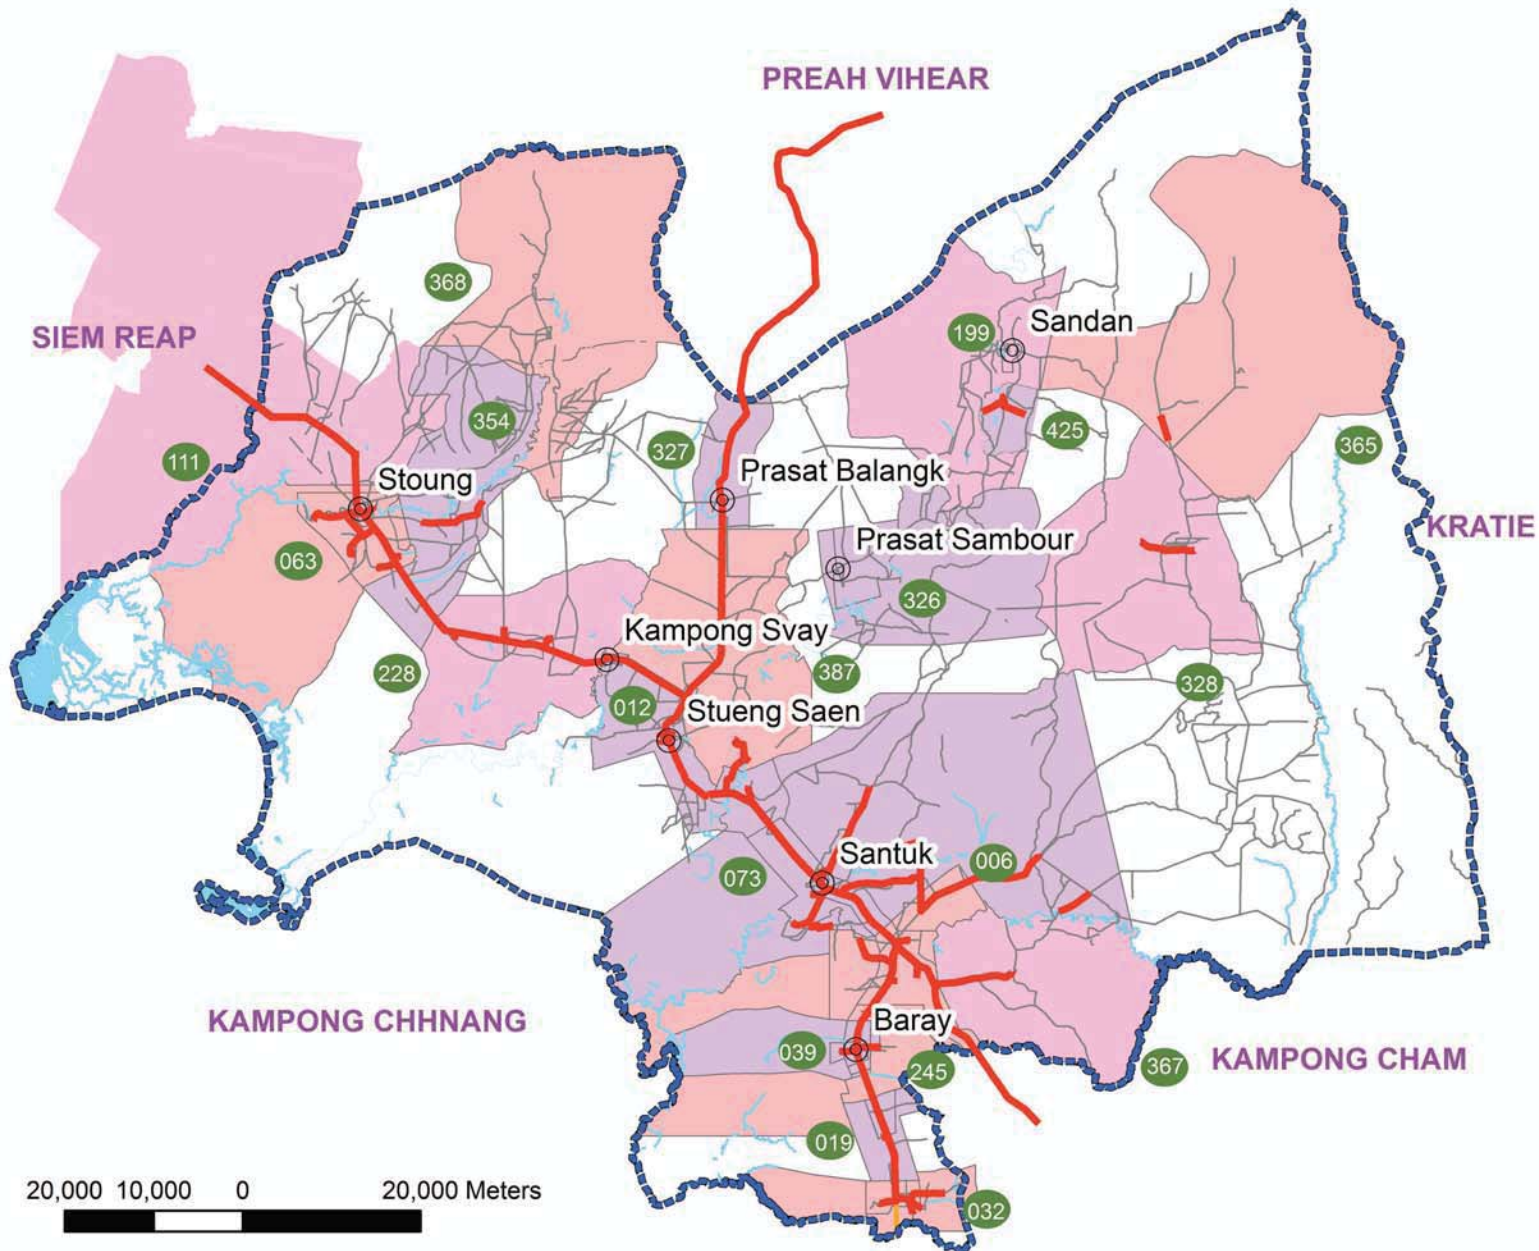 PREAH VIHEAR
368
SIEM REAP
199
Sandan
354
425
327
365
111
Stoung
Prasat Balangk
KRATIE
Prasat Sambour
063
326
Kampong Svay
228
387
328
012
Stueng Saen
Santuk
006
073
KAMPONG CHHNANG
Baray
039
245
367
KAMPONG CHAM
019
20,000 10,000 0 20,000 Meters
032